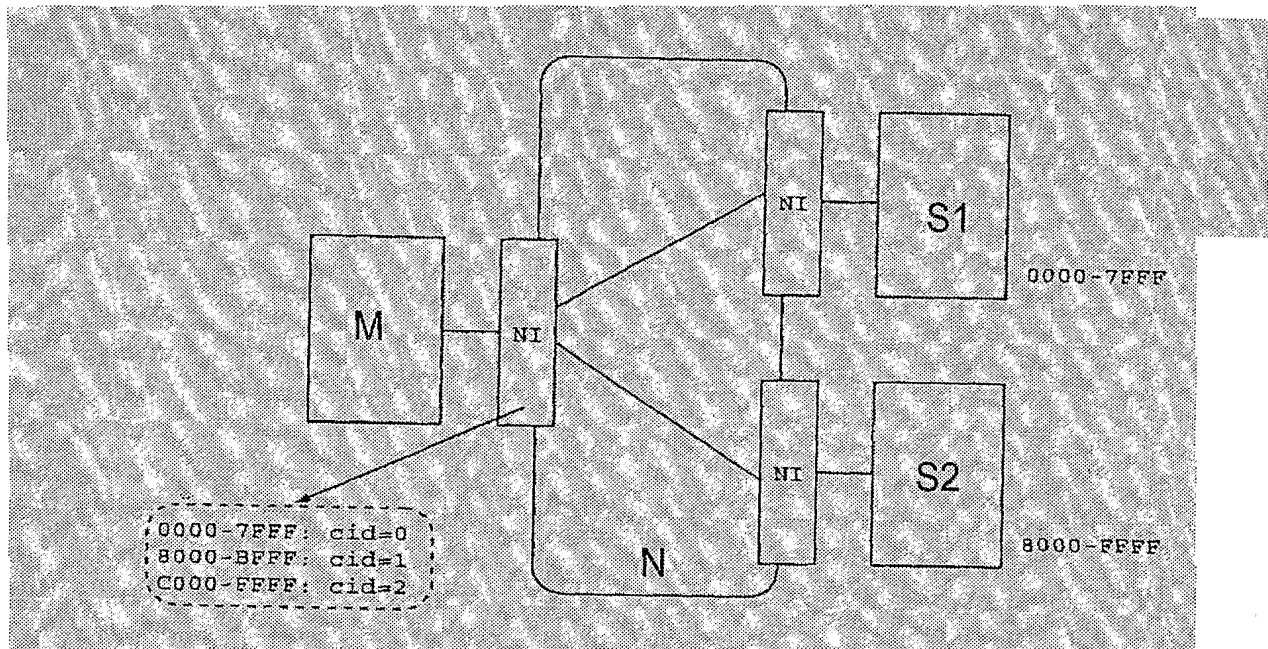 NI
S1
0000-7FFF
M
NI
NI
S2
8000-FFFF
N
0000-7FFF: cid=0
8000-BFFF: cid=1
C000-FFFF: cid=2